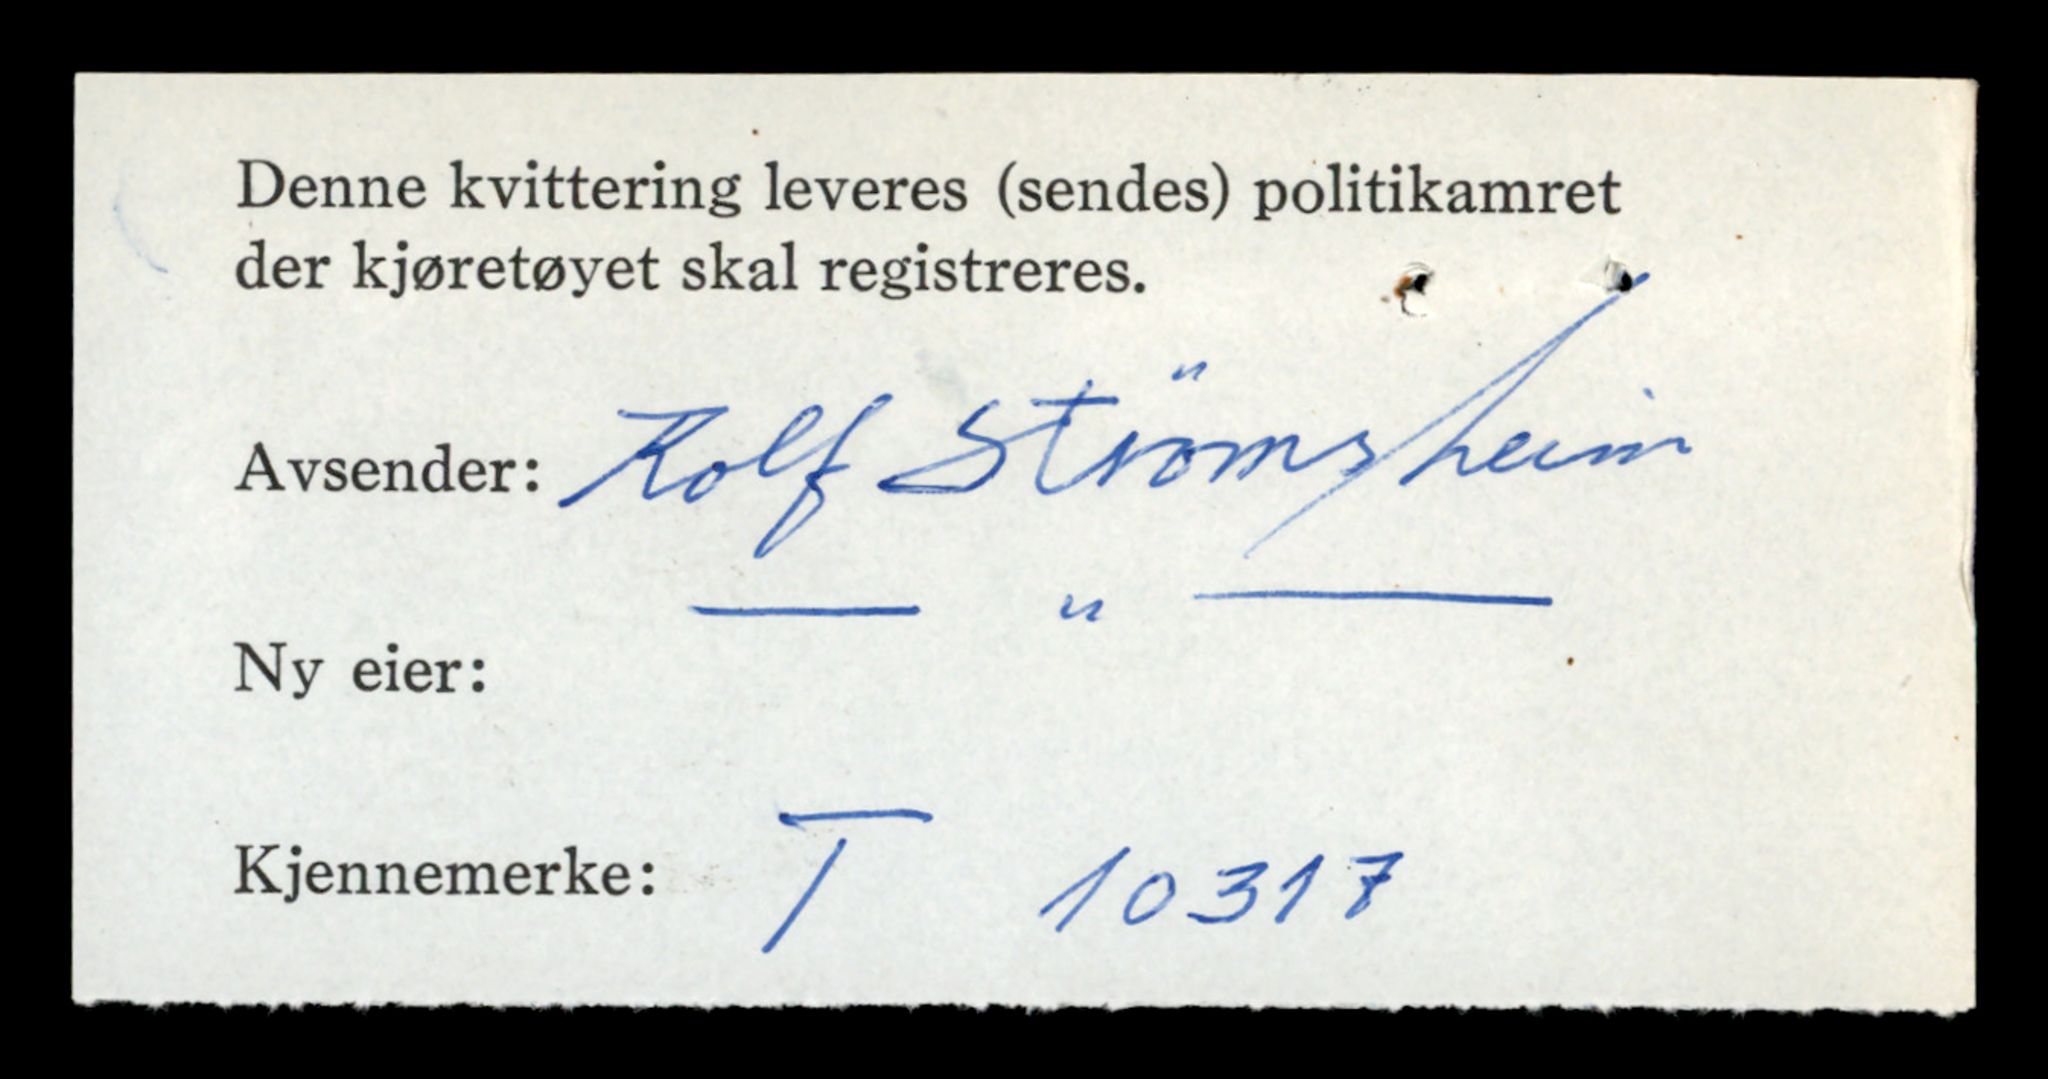 Denne kvittering leveres (sendes) politikamret
der kjøretøyet skal registreres.
Avsender: Rolf Strömsheim
— " —
Ny eier:
Kjennemerke: T 10317